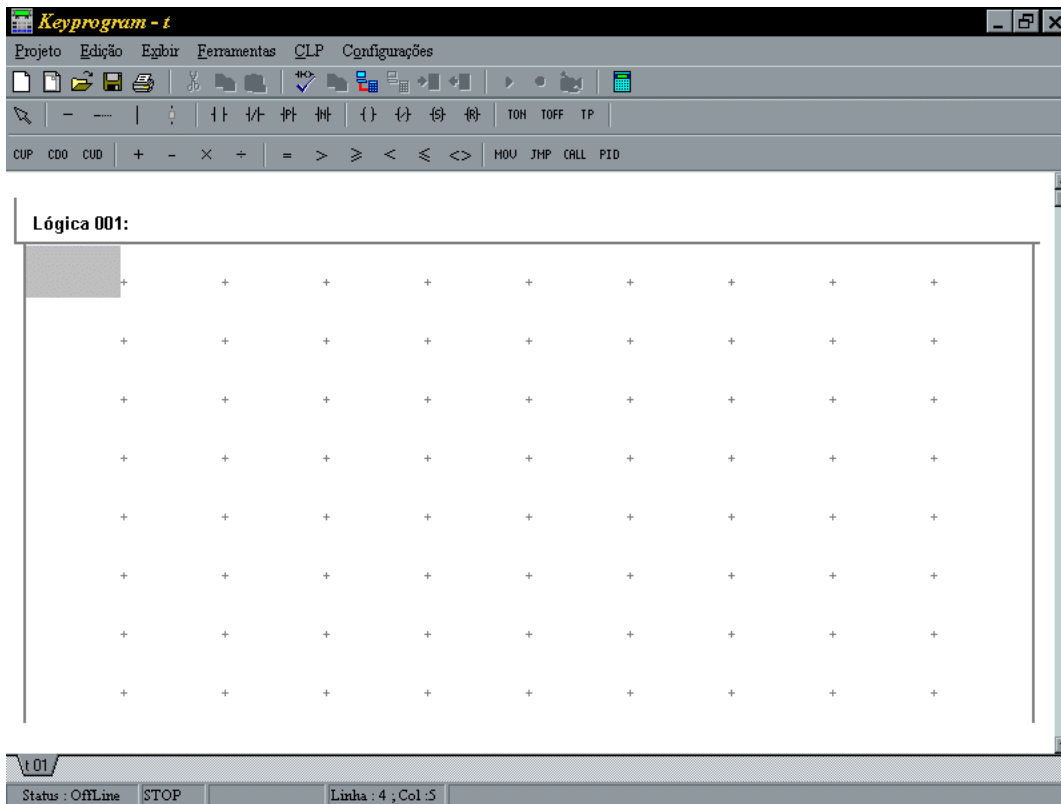 Keyprogram - t
Projeto Edição Exibir Ferramentas CLP Configurações
P N S R TON TOFF TP
CUP CDO CUD + - × ÷ = > ⩾ < ⩽ <> MOV JMP CALL PID
Lógica 001:
t 01
Status : OffLine STOP Linha : 4 ; Col :5